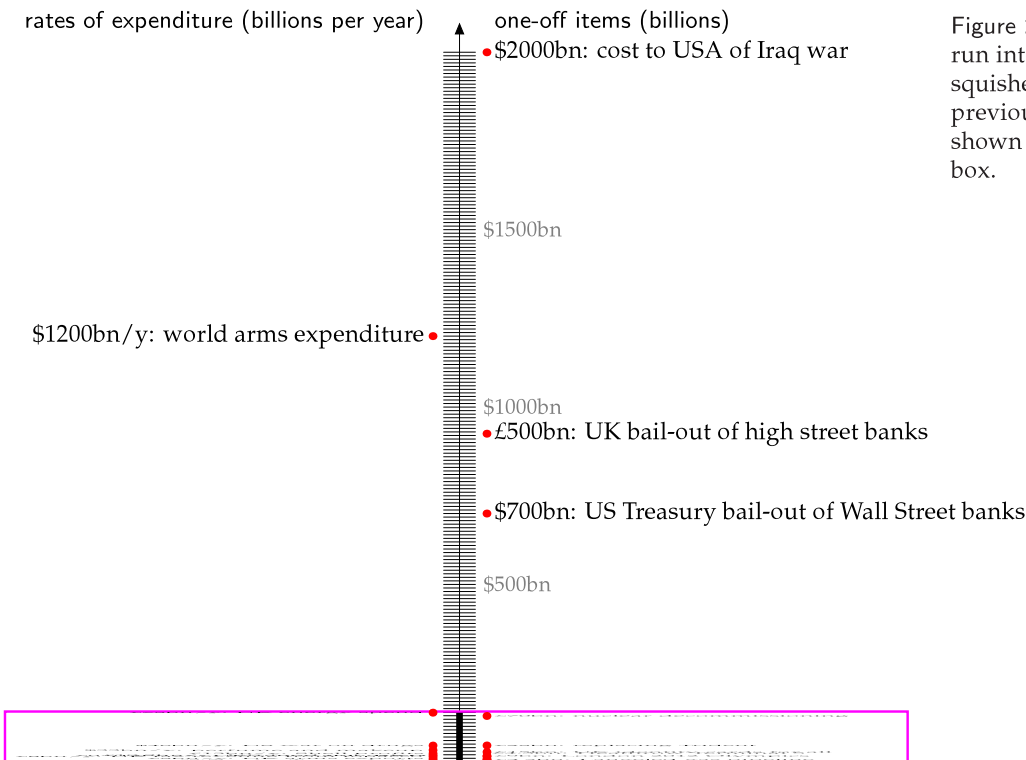 rates of expenditure (billions per year)
one-off items (billions)
$2000bn: cost to USA of Iraq war
Figure
run int
squishe
previou
shown
box.
$1500bn
$1200bn/y: world arms expenditure
$1000bn
£500bn: UK bail-out of high street banks
$700bn: US Treasury bail-out of Wall Street banks
$500bn